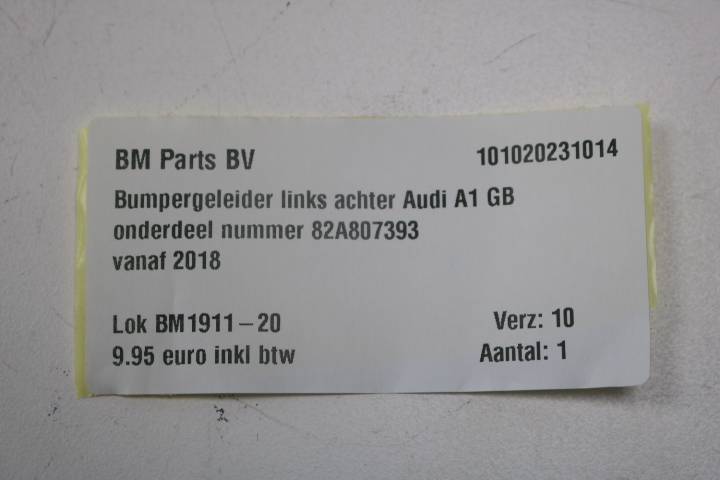 BM Parts BV 101020231014
Bumpergeleider links achter Audi A1 GB
onderdeel nummer 82A807393
vanaf 2018
Lok BM1911-20 Verz: 10
9.95 euro inkl btw Aantal: 1